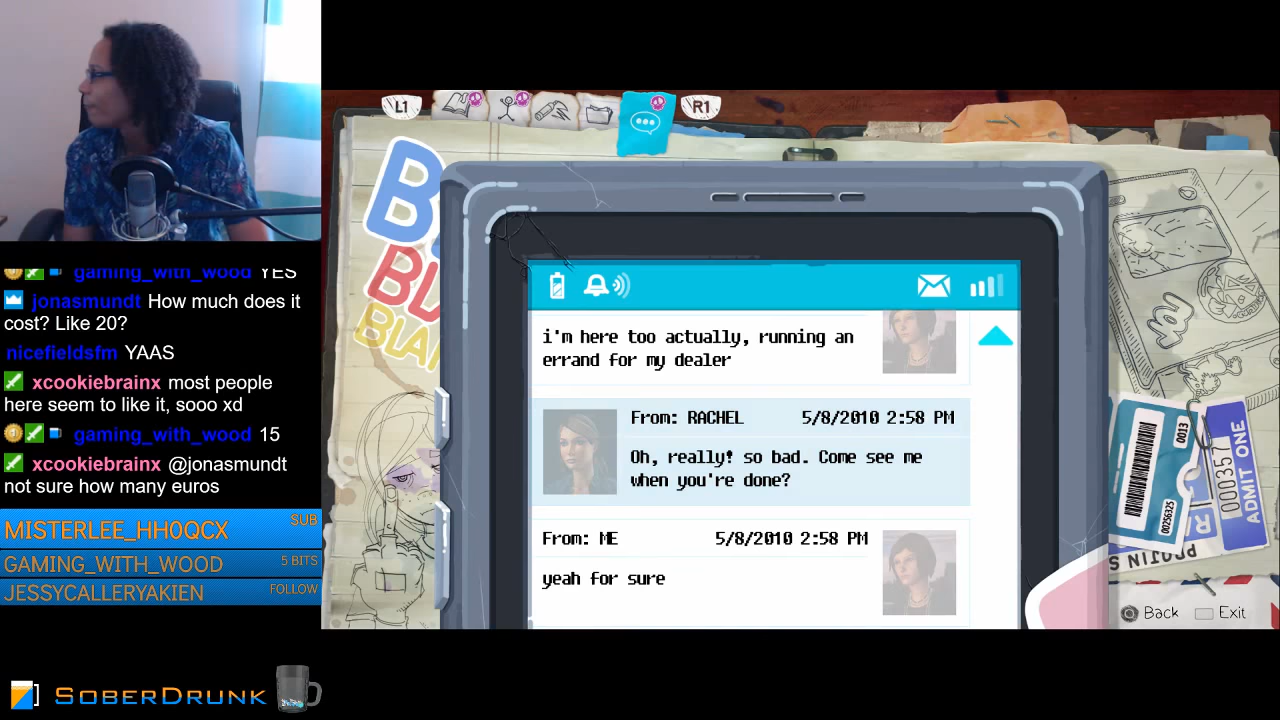 gaming_with_wood YES
jonasmundt How much does it
cost? Like 20?
nicefieldsfm YAAS
xcookiebrainx most people
here seem to like it, sooo xd
gaming_with_wood 15
xcookiebrainx @jonasmundt
not sure how many euros
MISTERLEE_HH0QCX SUB
GAMING_WITH_WOOD 5 BITS
JESSYCALLERYAKIEN FOLLOW
SOBERDRUNK
L1
R1
i'm here too actually, running an
errand for my dealer
From: RACHEL 5/8/2010 2:58 PM
Oh, really! so bad. Come see me
when you're done?
From: ME 5/8/2010 2:58 PM
yeah for sure
0013
00256325
000357
ADMIT ONE
Back Exit